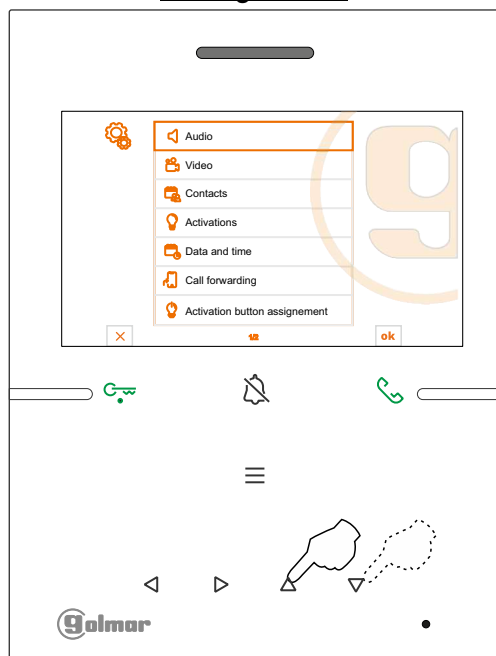 Audio
Video
Contacts
Activations
Data and time
Call forwarding
Activation button assignement
1/2
ok
golmar